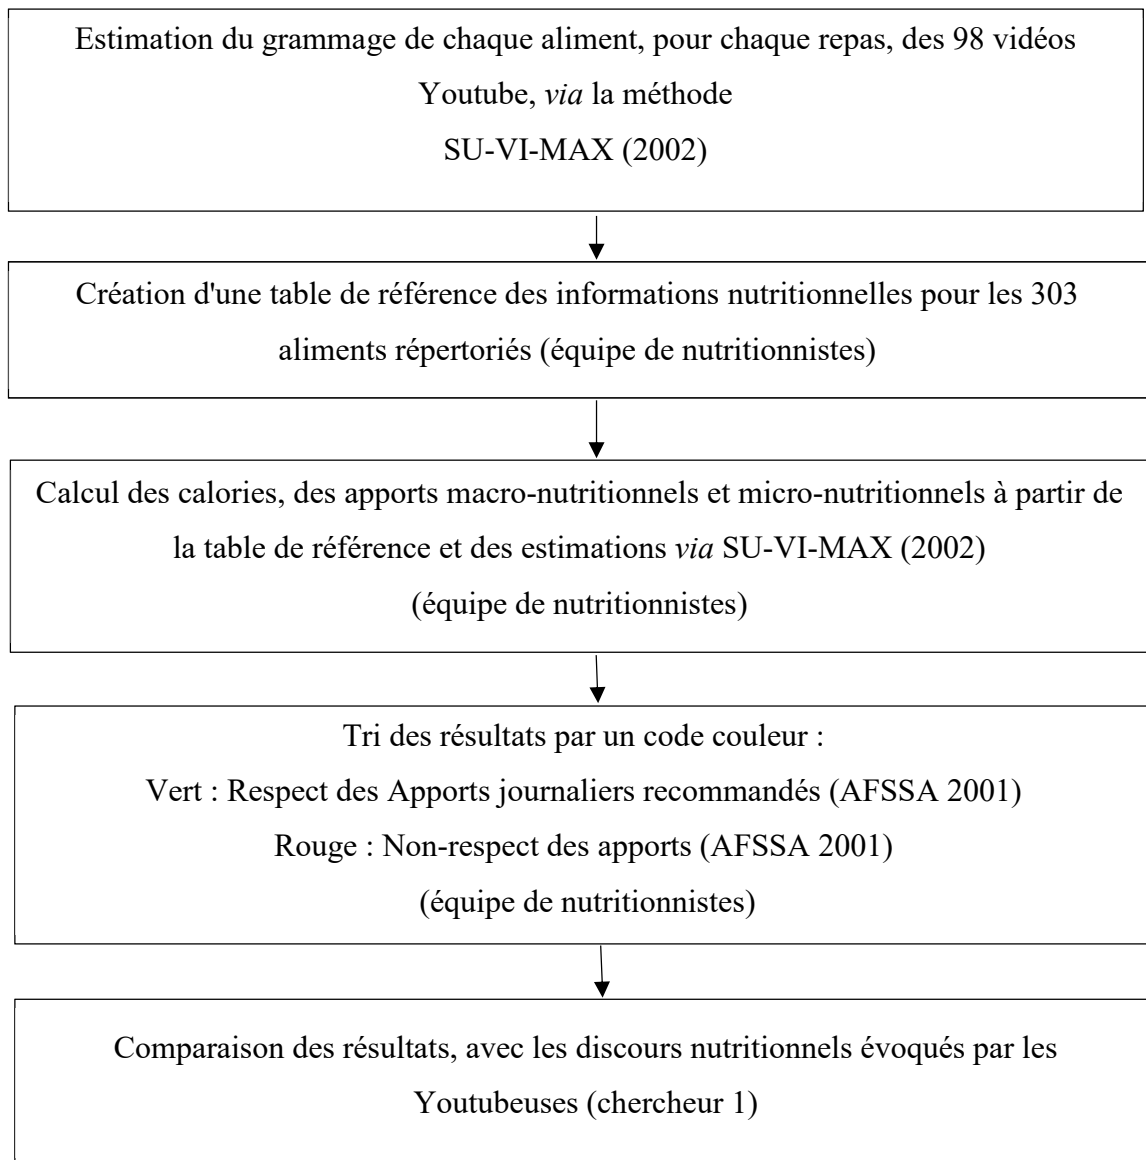 Estimation du grammage de chaque aliment, pour chaque repas, des 98 vidéos
Youtube, via la méthode
SU-VI-MAX (2002)
Création d'une table de référence des informations nutritionnelles pour les 303
aliments répertoriés (équipe de nutritionnistes)
Calcul des calories, des apports macro-nutritionnels et micro-nutritionnels à partir de
la table de référence et des estimations via SU-VI-MAX (2002)
(équipe de nutritionnistes)
Tri des résultats par un code couleur :
Vert : Respect des Apports journaliers recommandés (AFSSA 2001)
Rouge : Non-respect des apports (AFSSA 2001)
(équipe de nutritionnistes)
Comparaison des résultats, avec les discours nutritionnels évoqués par les
Youtubeuses (chercheur 1)